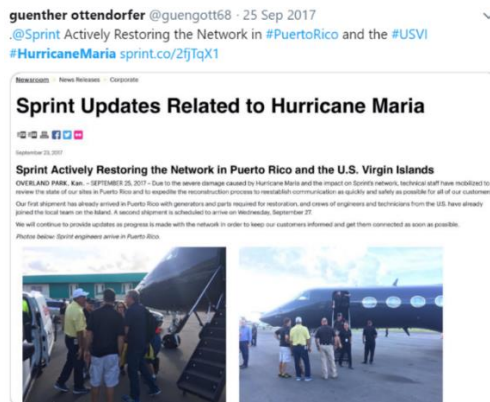 guenther ottendorfer @guengott68 · 25 Sep 2017
.@Sprint Actively Restoring the Network in #PuertoRico and the #USVI
#HurricaneMaria sprint.co/2fjTqX1
Newsroom News Releases Corporate
Sprint Updates Related to Hurricane Maria
September 23, 2017
Sprint Actively Restoring the Network in Puerto Rico and the U.S. Virgin Islands
OVERLAND PARK, Kan. – SEPTEMBER 25, 2017 – Due to the severe damage caused by Hurricane Maria and the impact on Sprint's network, technical staff have mobilized to
review the state of our sites in Puerto Rico and to expedite the reconstruction process to reestablish communication as quickly and safely as possible for all of our customers
Our first shipment has already arrived in Puerto Rico with generators and parts required for restoration, and crews of engineers and technicians from the U.S. have already
joined the local team on the Island. A second shipment is scheduled to arrive on Wednesday, September 27.
We will continue to provide updates as progress is made with the network in order to keep our customers informed and get them connected as soon as possible.
Photos below: Sprint engineers arrive in Puerto Rico.